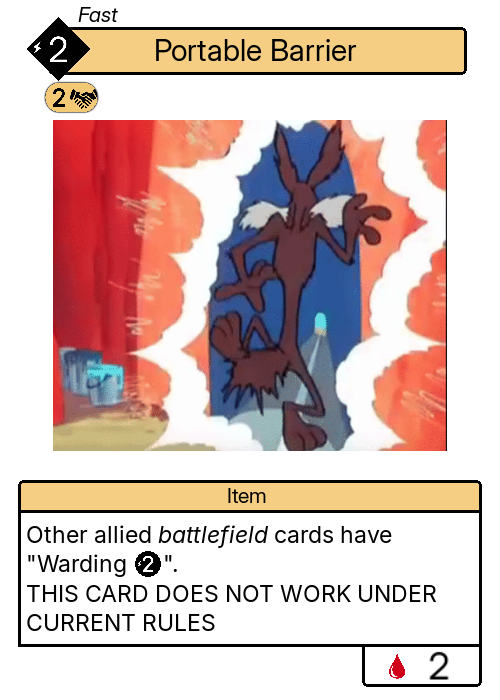 Fast
2
Portable Barrier
2
Item
Other allied battlefield cards have
"Warding 2".
THIS CARD DOES NOT WORK UNDER
CURRENT RULES
2